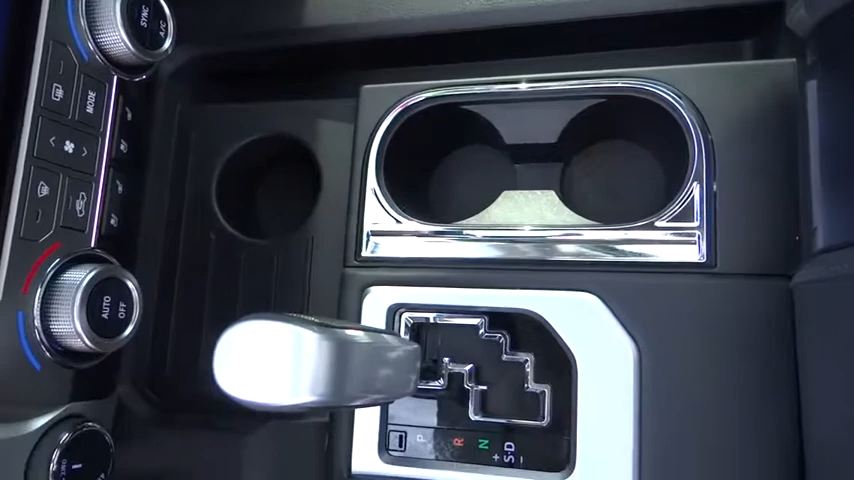 SYNC
A/C
MODE
AUTO
OFF
P
R
N
+ S·D −